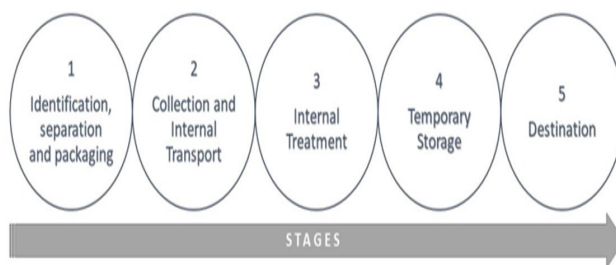 1
Identification,
separation
and packaging
2
Collection and
Internal
Transport
3
Internal
Treatment
4
Temporary
Storage
5
Destination
STAGES